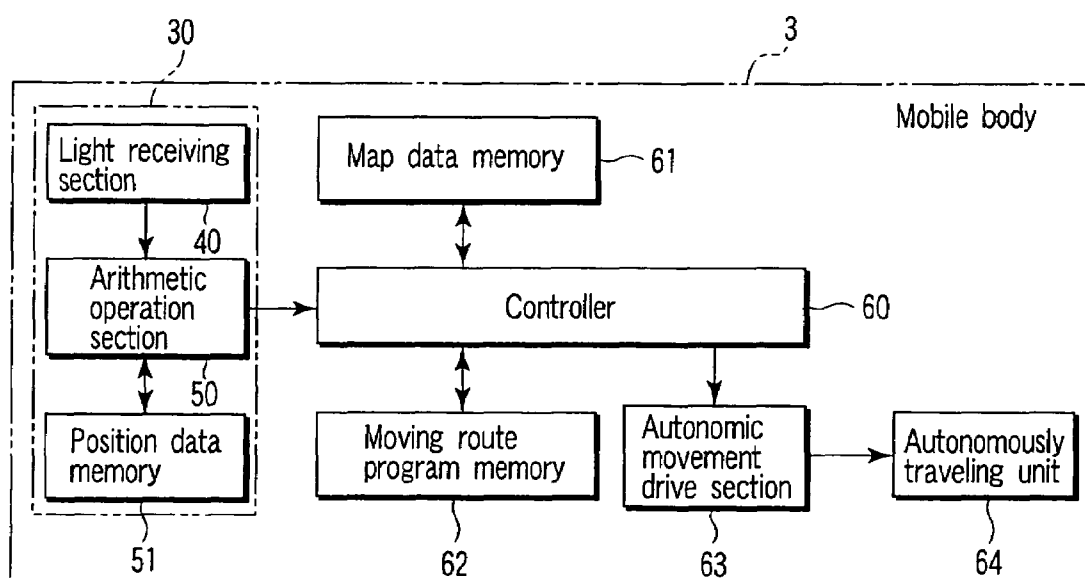 30
3
Mobile body
Light receiving
section
40
Map data memory
61
Arithmetic
operation
section
50
Controller
60
Position data
memory
51
Moving route
program memory
62
Autonomic
movement
drive section
63
Autonomously
traveling unit
64